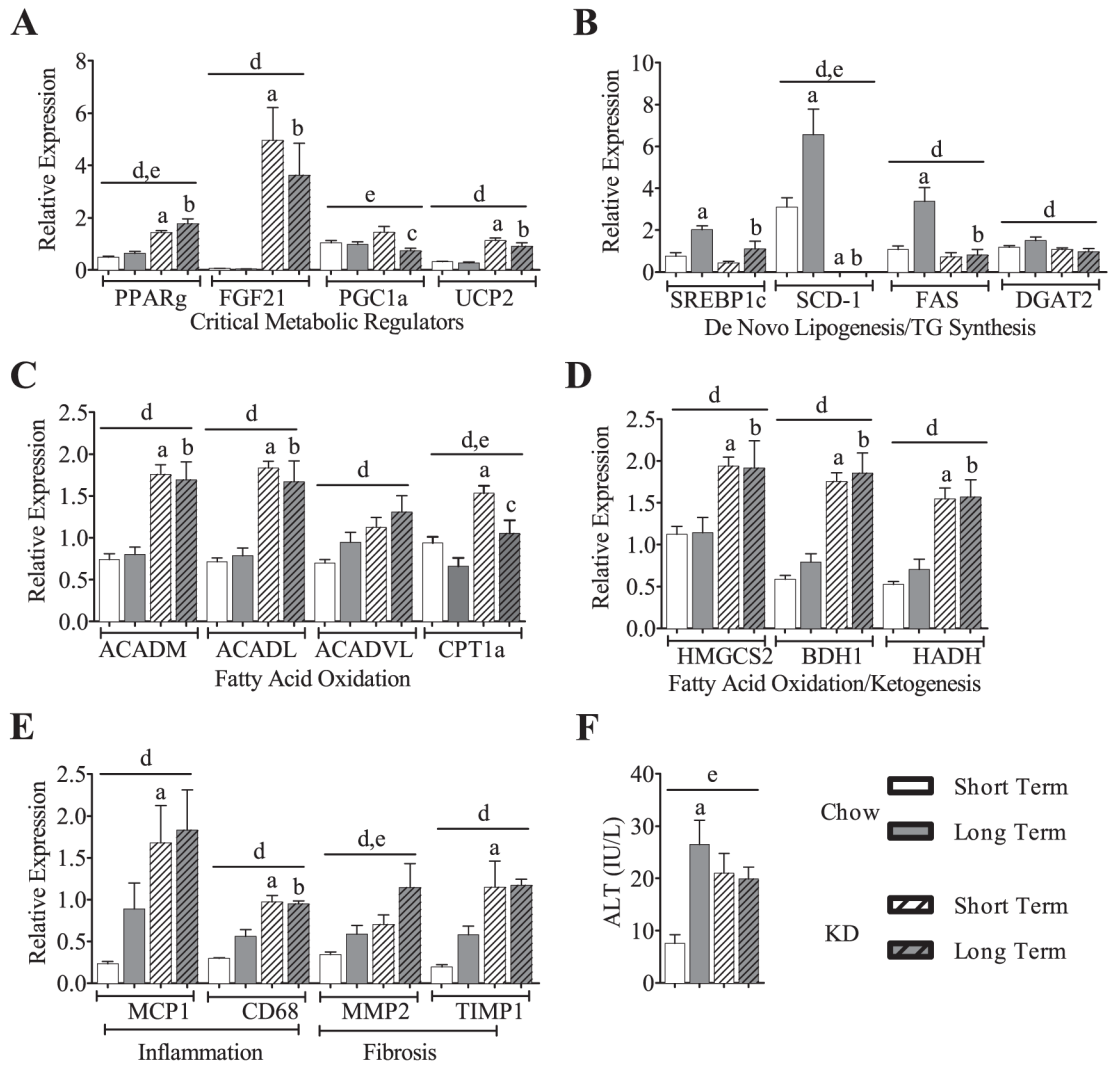 A
Relative Expression
8
6
4
2
0
d,e
a
b
d
a
b
e
c
d
a
b
PPARg FGF21 PGC1a UCP2
Critical Metabolic Regulators
B
Relative Expression
10
8
6
4
2
0
a
b
d,e
a
a b
d
a
b
d
SREBP1c SCD-1 FAS DGAT2
De Novo Lipogenesis/TG Synthesis
C
Relative Expression
2.5
2.0
1.5
1.0
0.5
0.0
d
a b
d
a b
d
d,e
a
c
ACADM ACADL ACADVL CPT1a
Fatty Acid Oxidation
D
Relative Expression
2.5
2.0
1.5
1.0
0.5
0.0
d
a
b
d
a
b
d
a
b
HMGCS2 BDH1 HADH
Fatty Acid Oxidation/Ketogenesis
E
Relative Expression
2.5
2.0
1.5
1.0
0.5
0.0
d
a
d
a b
d,e
d
a
MCP1 CD68 MMP2 TIMP1
Inflammation Fibrosis
F
ALT (IU/L)
40
30
20
10
0
e
a
Chow
Short Term
Long Term
KD
Short Term
Long Term